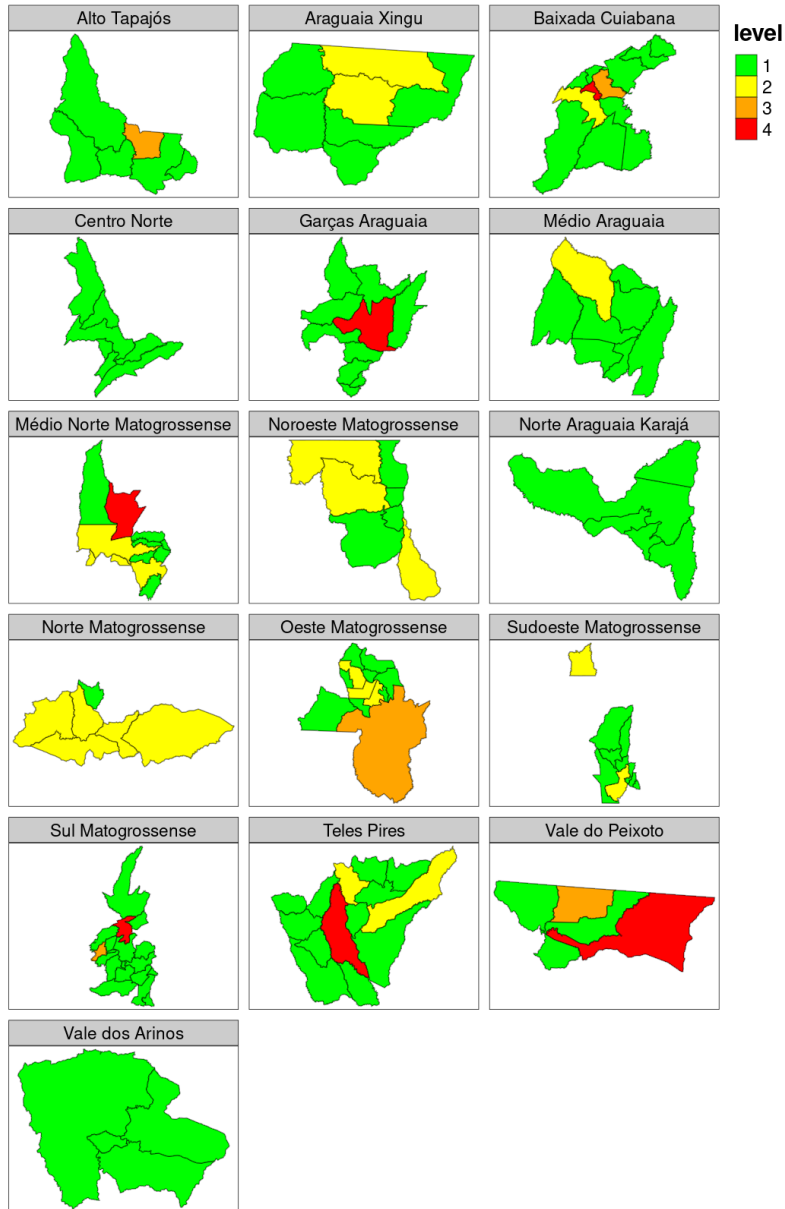 Alto Tapajós
Araguaia Xingu
Baixada Cuiabana
level
1
2
3
4
Centro Norte
Garças Araguaia
Médio Araguaia
Médio Norte Matogrossense
Noroeste Matogrossense
Norte Araguaia Karajá
Norte Matogrossense
Oeste Matogrossense
Sudoeste Matogrossense
Sul Matogrossense
Teles Pires
Vale do Peixoto
Vale dos Arinos